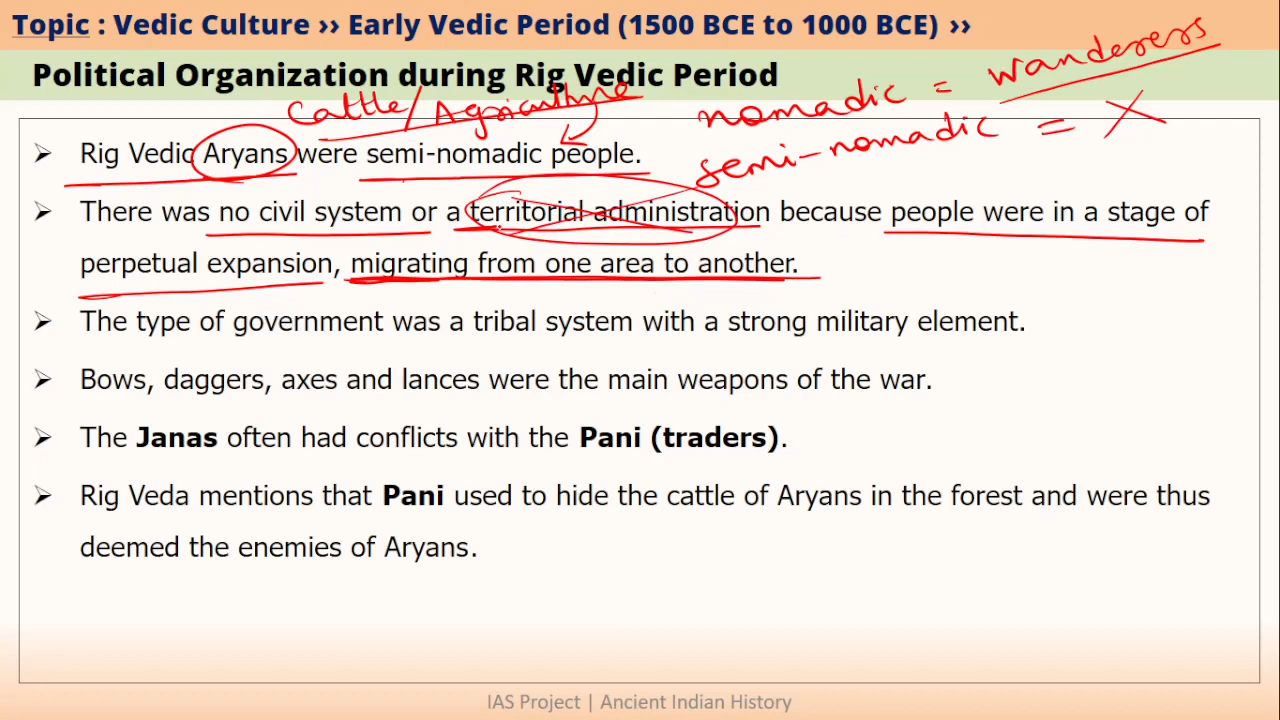 Topic : Vedic Culture ›› Early Vedic Period (1500 BCE to 1000 BCE) ››
Political Organization during Rig Vedic Period
Cattle/Agriculture
nomadic = wanderers
semi-nomadic = X
➤ Rig Vedic Aryans were semi-nomadic people.
➤ There was no civil system or a territorial administration because people were in a stage of
perpetual expansion, migrating from one area to another.
➤ The type of government was a tribal system with a strong military element.
➤ Bows, daggers, axes and lances were the main weapons of the war.
➤ The Janas often had conflicts with the Pani (traders).
➤ Rig Veda mentions that Pani used to hide the cattle of Aryans in the forest and were thus
deemed the enemies of Aryans.
IAS Project | Ancient Indian History